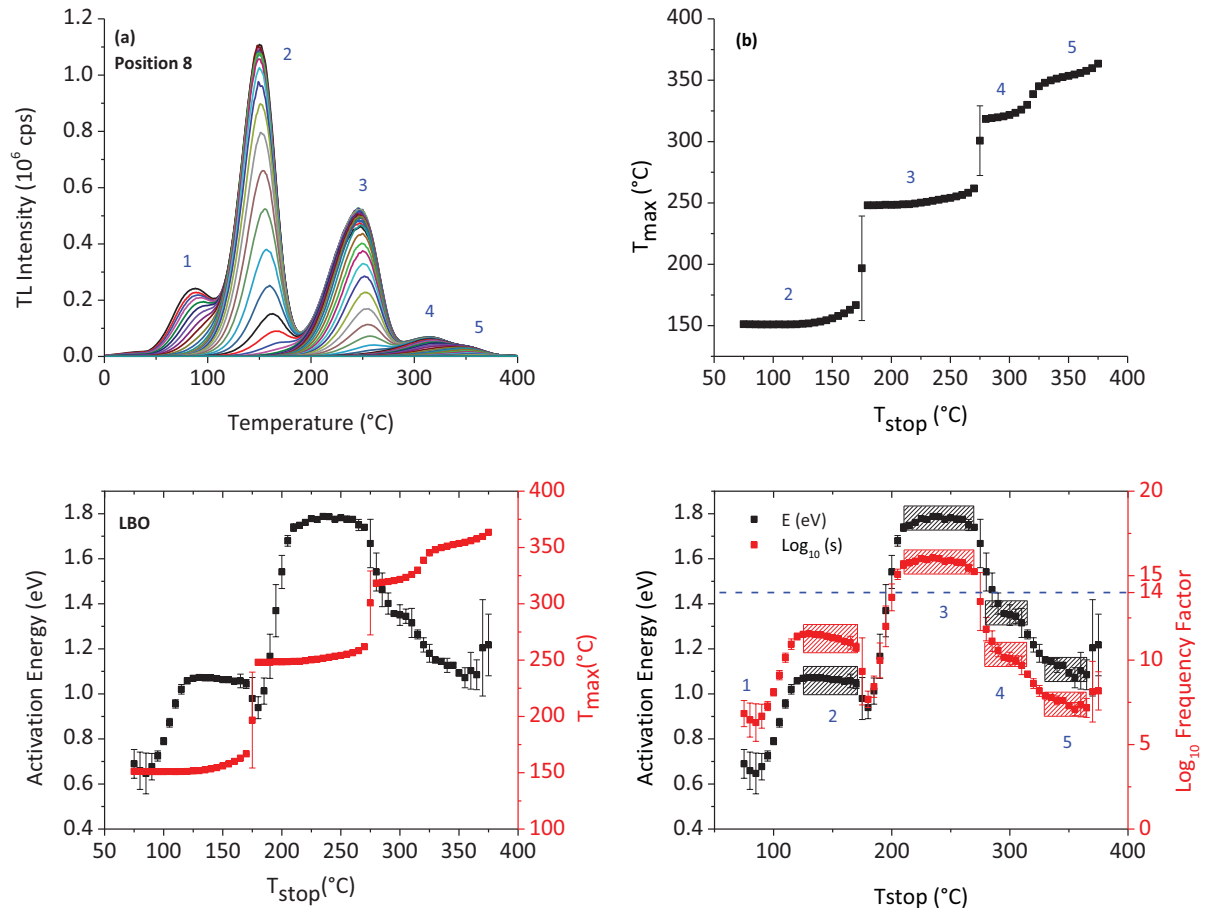 (a)
Position 8
1
2
3
4
5
TL Intensity (10⁶ cps)
1.2
1.0
0.8
0.6
0.4
0.2
0.0
0 100 200 300 400
Temperature (°C)
(b)
2
3
4
5
T_max (°C)
400
350
300
250
200
150
50 100 150 200 250 300 350 400
T_stop (°C)
LBO
Activation Energy (eV)
1.8
1.6
1.4
1.2
1.0
0.8
0.6
0.4
400
350
300
250
200
150
100
T_max(°C)
50 100 150 200 250 300 350 400
T_stop(°C)
E (eV)
Log₁₀ (s)
1
2
3
4
5
Activation Energy (eV)
1.8
1.6
1.4
1.2
1.0
0.8
0.6
0.4
20
15
14
10
5
0
Log₁₀ Frequency Factor
100 200 300 400
Tstop (°C)